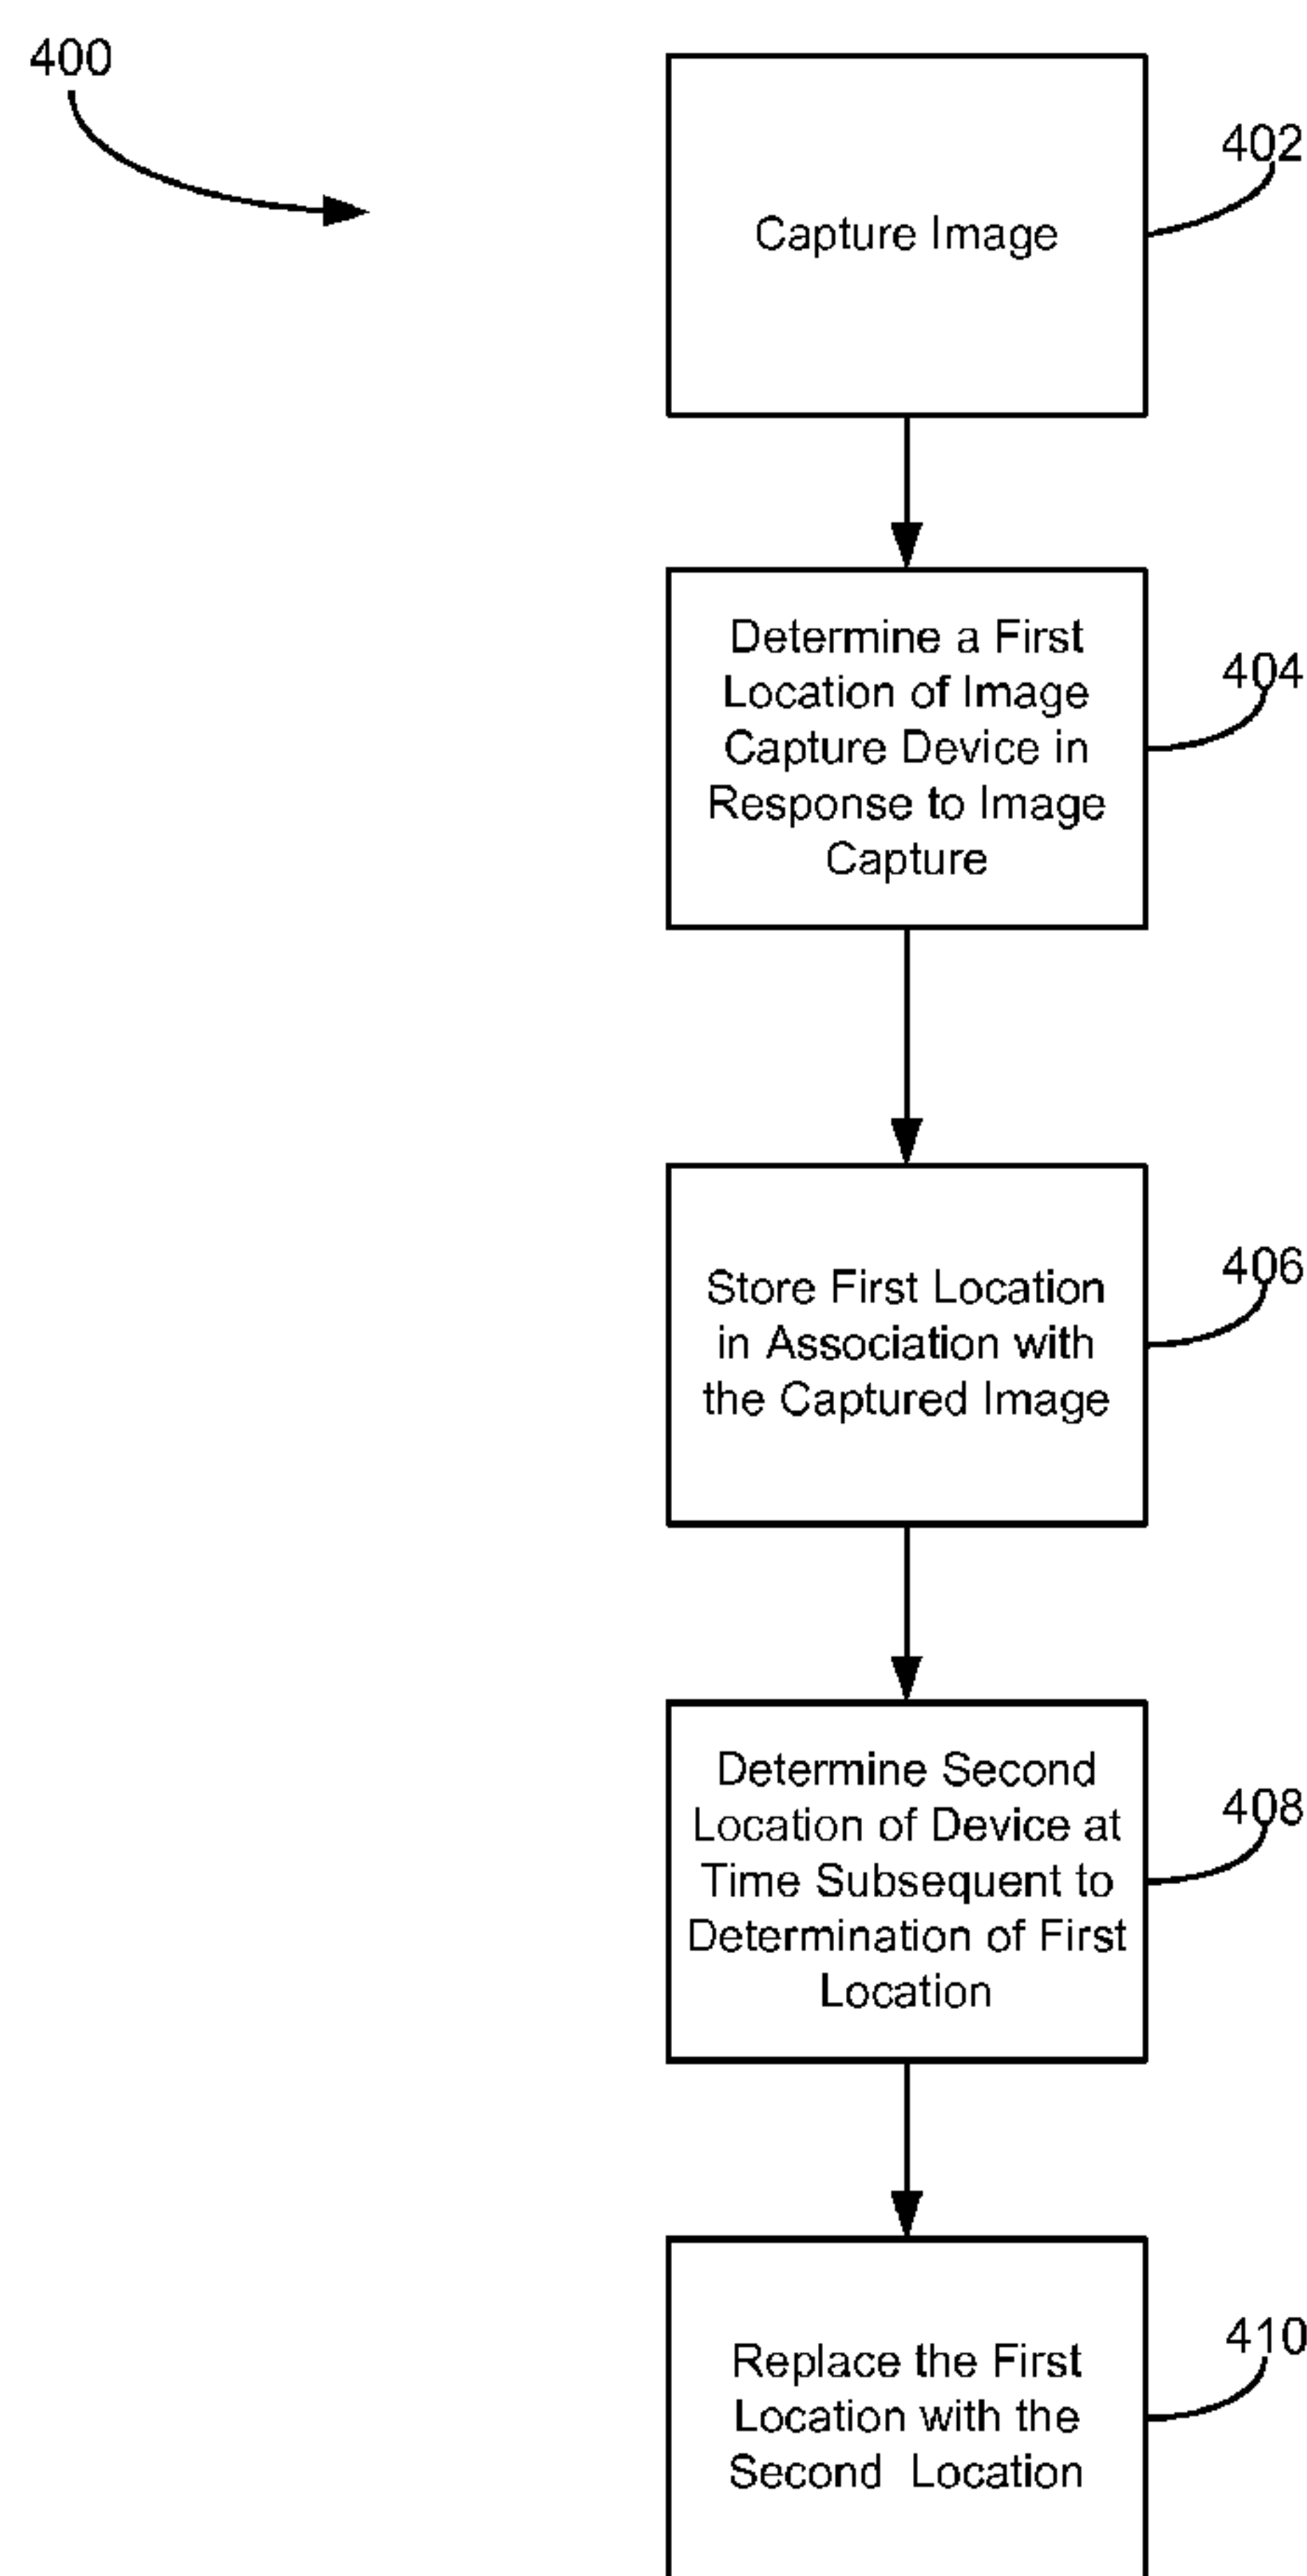 400
402
Capture Image
Determine a First
Location of Image
Capture Device in
Response to Image
Capture
404
Store First Location
in Association with
the Captured Image
406
Determine Second
Location of Device at
Time Subsequent to
Determination of First
Location
408
Replace the First
Location with the
Second Location
410